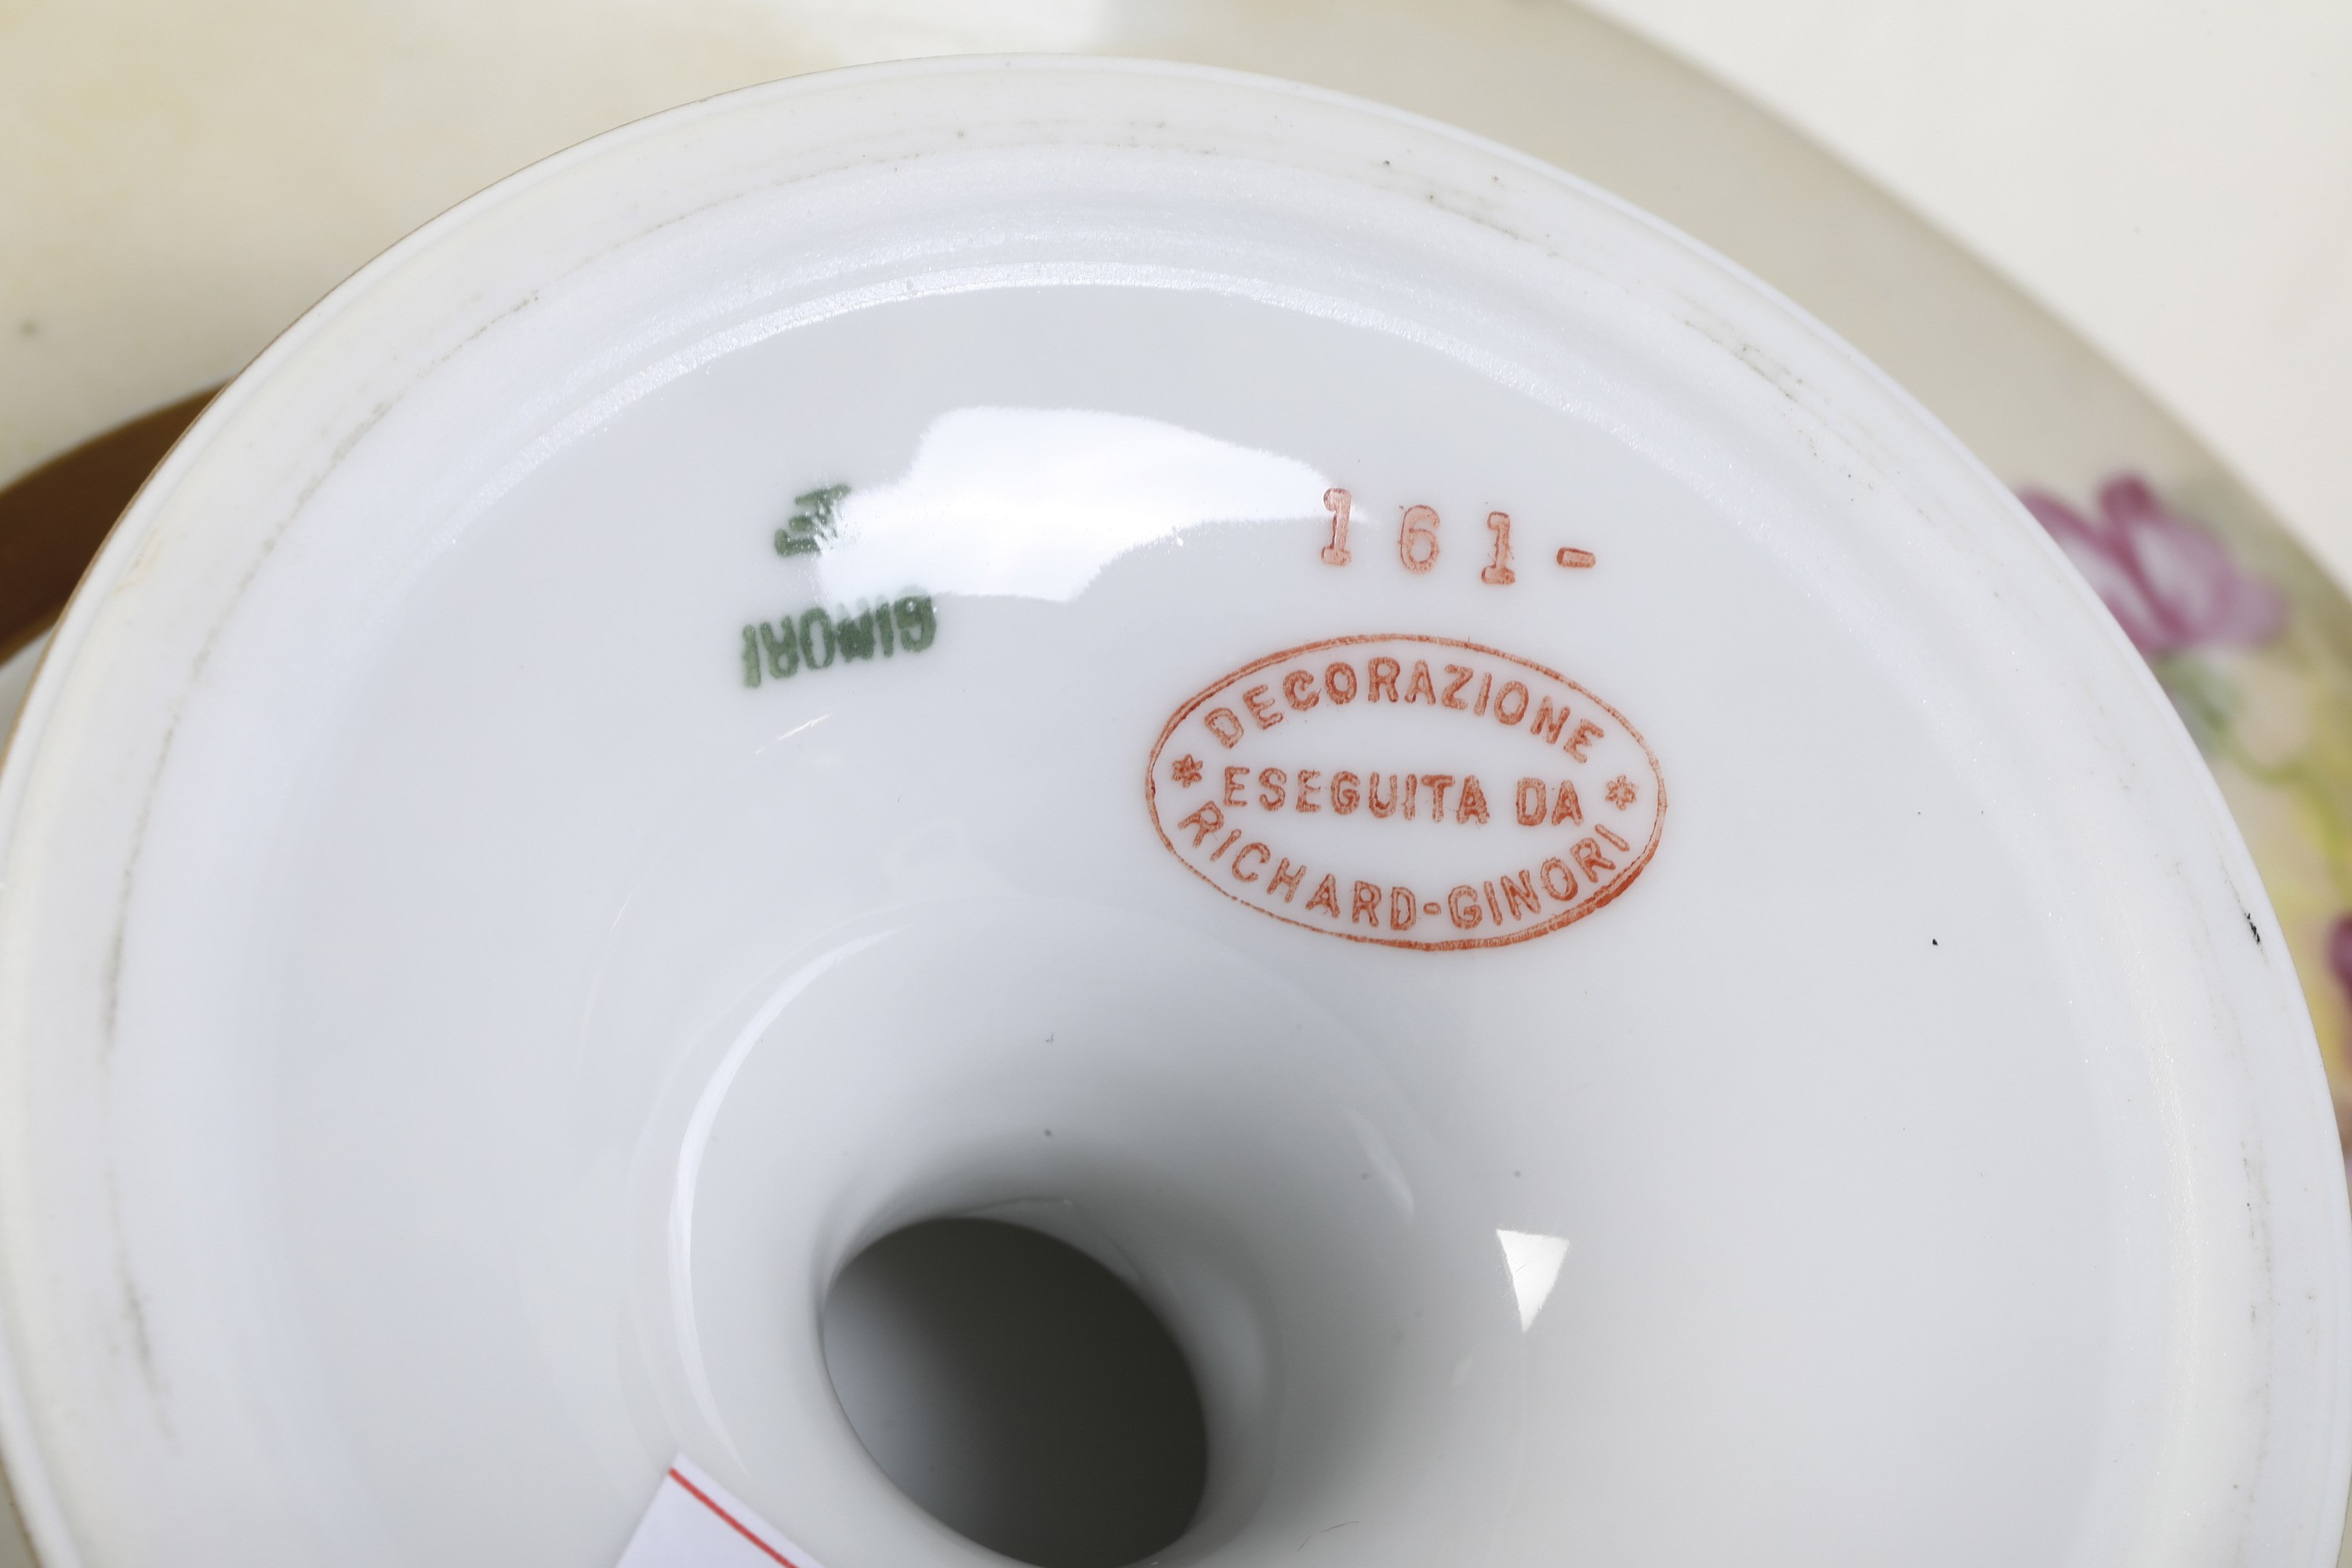 161-
GINORI
DECORAZIONE
ESEGUITA DA
RICHARD-GINORI